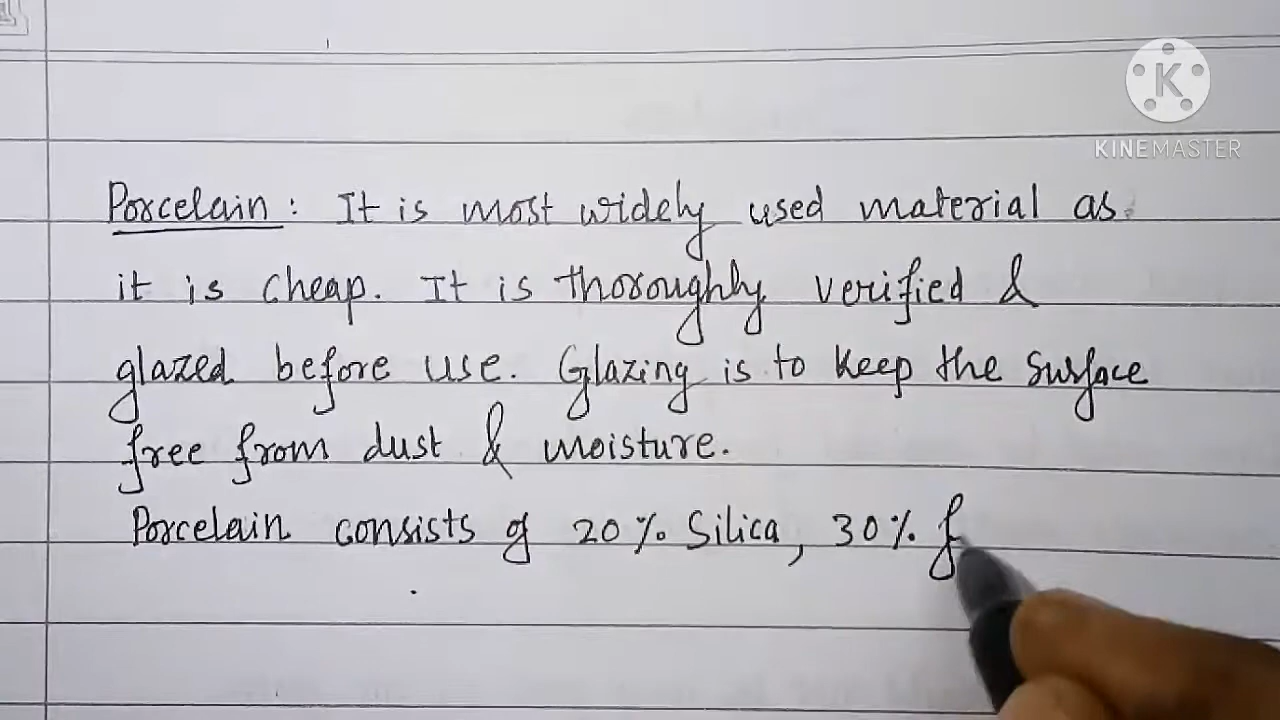 KINEMASTER
Porcelain : It is most widely used material as
it is cheap. It is thoroughly verified &
glazed before use. Glazing is to keep the surface
free from dust & moisture.
Porcelain consists of 20% Silica, 30% f